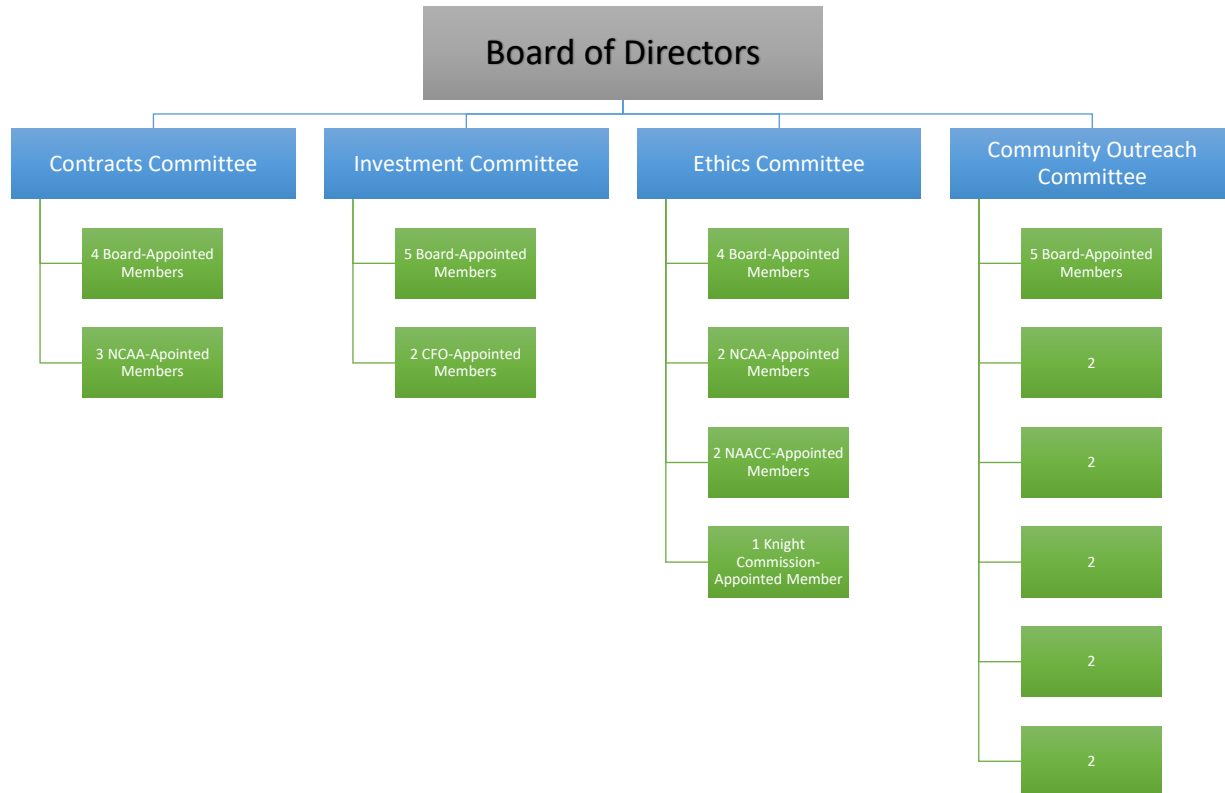 Board of Directors
Contracts Committee
4 Board-Appointed
Members
3 NCAA-Apointed
Members
Investment Committee
5 Board-Appointed
Members
2 CFO-Appointed
Members
Ethics Committee
4 Board-Appointed
Members
2 NCAA-Appointed
Members
2 NAACC-Appointed
Members
1 Knight
Commission-
Appointed Member
Community Outreach
Committee
5 Board-Appointed
Members
2
2
2
2
2